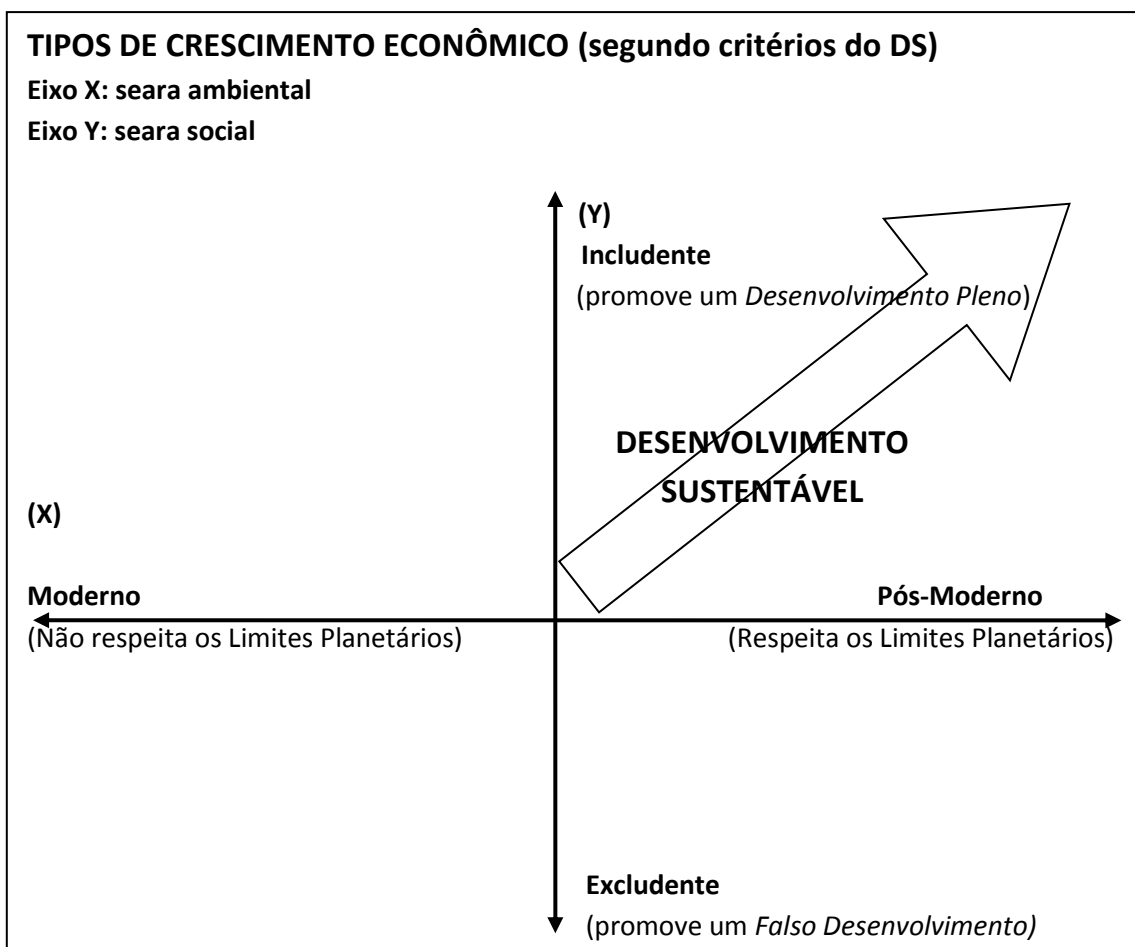 TIPOS DE CRESCIMENTO ECONÔMICO (segundo critérios do DS)
Eixo X: seara ambiental
Eixo Y: seara social
(Y)
Includente
(promove um Desenvolvimento Pleno)
DESENVOLVIMENTO
SUSTENTÁVEL
(X)
Moderno
Pós-Moderno
(Não respeita os Limites Planetários)
(Respeita os Limites Planetários)
Excludente
(promove um Falso Desenvolvimento)